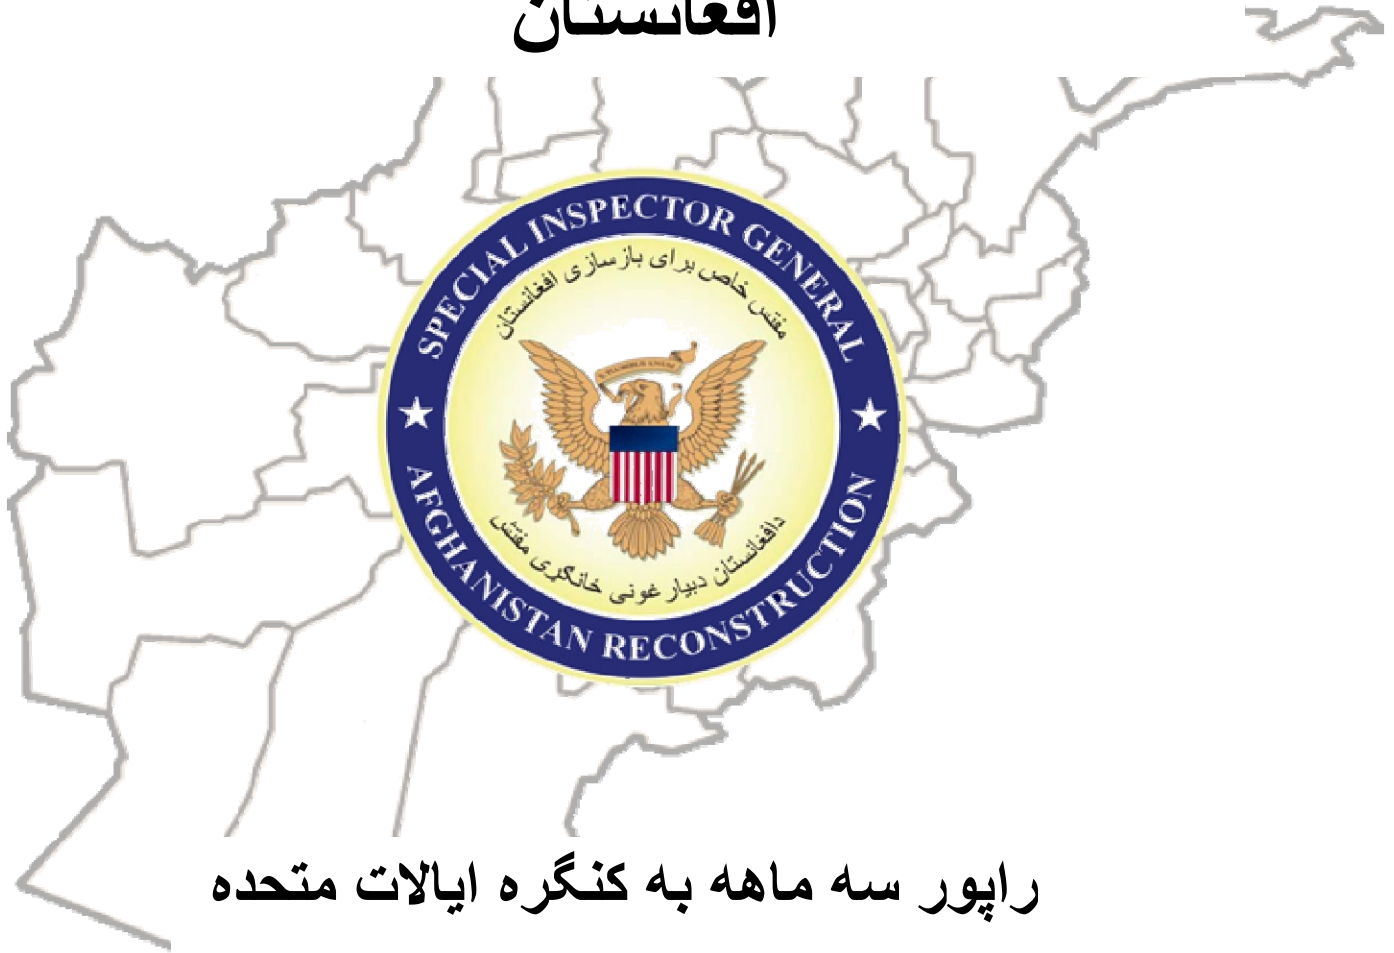 افغانستان
SPECIAL INSPECTOR GENERAL
مفتس خاص برای بازسازی افغانستان
دافغانستان دبیار غونی خانگری مفتش
AFGHANISTAN RECONSTRUCTION
راپور سه ماهه به کنگره ایالات متحده